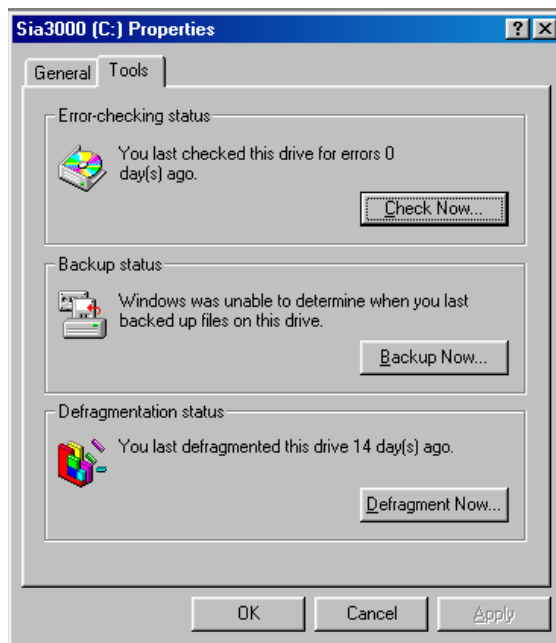 Sia3000 (C:) Properties
General Tools
Error-checking status
You last checked this drive for errors 0
day(s) ago.
Check Now...
Backup status
Windows was unable to determine when you last
backed up files on this drive.
Backup Now...
Defragmentation status
You last defragmented this drive 14 day(s) ago.
Defragment Now...
OK Cancel Apply